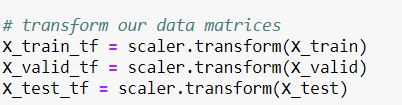 # transform our data matrices
X_train_tf = scaler.transform(X_train)
X_valid_tf = scaler.transform(X_valid)
X_test_tf = scaler.transform(X_test)